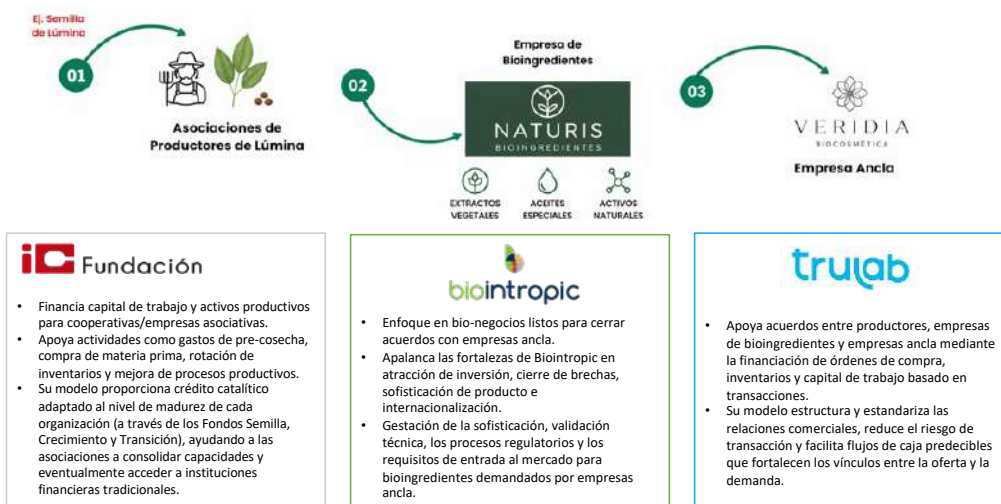 Ej. Semilla
de Lúmina
01
Asociaciones de
Productores de Lúmina
02
Empresa de
Bioingredientes
NATURIS
BIOINGREDIENTES
EXTRACTOS
VEGETALES
ACEITES
ESPECIALES
ACTIVOS
NATURALES
03
VERIDIA
BIOCOSMÉTICA
Empresa Ancla
iC Fundación
• Financia capital de trabajo y activos productivos
para cooperativas/empresas asociativas.
• Apoya actividades como gastos de pre-cosecha,
compra de materia prima, rotación de
inventarios y mejora de procesos productivos.
• Su modelo proporciona crédito catalítico
adaptado al nivel de madurez de cada
organización (a través de los Fondos Semilla,
Crecimiento y Transición), ayudando a las
asociaciones a consolidar capacidades y
eventualmente acceder a instituciones
financieras tradicionales.
biointropic
• Enfoque en bio-negocios listos para cerrar
acuerdos con empresas ancla.
• Apalanca las fortalezas de Biointropic en
atracción de inversión, cierre de brechas,
sofisticación de producto e
internacionalización.
• Gestación de la sofisticación, validación
técnica, los procesos regulatorios y los
requisitos de entrada al mercado para
bioingredientes demandados por empresas
ancla.
trulab
• Apoya acuerdos entre productores, empresas
de bioingredientes y empresas ancla mediante
la financiación de órdenes de compra,
inventarios y capital de trabajo basado en
transacciones.
• Su modelo estructura y estandariza las
relaciones comerciales, reduce el riesgo de
transacción y facilita flujos de caja predecibles
que fortalecen los vínculos entre la oferta y la
demanda.